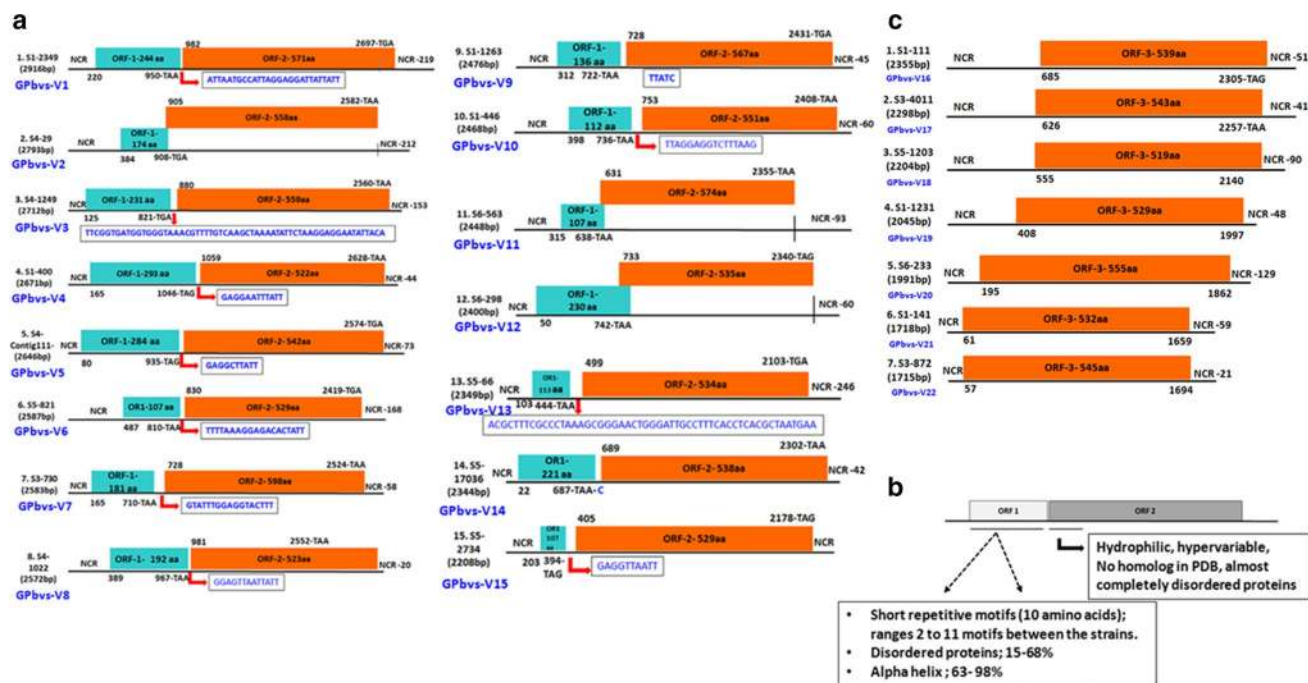 a
1. S1-2349
(2916bp)
GPbvs-V1
NCR
ORF-1-244 aa
982
ORF-2- 571aa
2697-TGA
NCR-219
220
950-TAA
ATTAATGCCATTAGGAGGATTATTATT
2. S4-29
(2793bp)
GPbvs-V2
NCR
ORF-1-
174 aa
905
ORF-2- 558aa
2582-TAA
NCR-212
384
908-TGA
3. S4-1249
(2712bp)
GPbvs-V3
NCR
ORF-1-231 aa
880
ORF-2- 559aa
2560-TAA
NCR-153
125
821-TGA
TTCGGTGATGGTGGGTAAACGTTTTGTCAAGCTAAAATATTCTAAGGAGGAATATTACA
4. S1-400
(2671bp)
GPbvs-V4
NCR
ORF-1-293 aa
1059
ORF-2- 522aa
2628-TAA
NCR-44
165
1046-TAG
GAGGAATTTATT
5. S4-
Contig111-
(2646bp)
GPbvs-V5
NCR
ORF-1-284 aa
ORF-2- 542aa
2574-TGA
NCR-73
80
935-TAG
GAGGCTTATT
6. S5-821
(2587bp)
GPbvs-V6
NCR
OR1-107 aa
830
ORF-2- 529aa
2419-TGA
NCR-168
487
810-TAA
TTTTAAAGGAGACACTATT
7. S3-730
(2583bp)
GPbvs-V7
NCR
ORF-1-
181 aa
728
ORF-2- 598aa
2524-TAA
NCR-58
165
710-TAA
GTATTTGGAGGTACTTT
8. S4-
1022
(2572bp)
GPbvs-V8
NCR
ORF-1- 192 aa
981
ORF-2- 523aa
2552-TAA
NCR-20
389
967-TAA
GGAGTTAATTATT
9. S1-1263
(2476bp)
GPbvs-V9
NCR
ORF-1-
136 aa
728
ORF-2- 567aa
2431-TGA
NCR-45
312
722-TAA
TTATC
10. S1-446
(2468bp)
GPbvs-V10
NCR
ORF-1-
112 aa
753
ORF-2- 551aa
2408-TAA
NCR-60
398
736-TAA
TTAGGAGGTCTTTAAG
11. S6-563
(2448bp)
GPbvs-V11
NCR
ORF-1-
107 aa
631
ORF-2- 574aa
2355-TAA
NCR-93
315
638-TAA
12. S6-298
(2400bp)
GPbvs-V12
NCR
ORF-1-
230 aa
733
ORF-2- 535aa
2340-TAG
NCR-60
50
742-TAA
13. S5-66
(2349bp)
GPbvs-V13
NCR
OR1-
499
ORF-2- 534aa
2103-TGA
NCR-246
103
444-TAA
ACGCTTTCGCCCTAAAGCGGGAACTGGGATTGCCTTTCACCTCACGCTAATGAA
14. S5-
17036
(2344bp)
GPbvs-V14
NCR
OR1-
221 aa
689
ORF-2- 538aa
2302-TAA
NCR-42
22
687-TAA-C
15. S5-
2734
(2208bp)
GPbvs-V15
NCR
OR1
107
405
ORF-2- 529aa
2178-TAG
NCR
203
394-
TAG
GAGGTTAATT
c
1. S1-111
(2355bp)
GPbvs-V16
NCR
ORF-3-539aa
NCR-51
685
2305-TAG
2. S3-4011
(2298bp)
GPbvs-V17
NCR
ORF-3-543aa
NCR-41
626
2257-TAA
3. S5-1203
(2204bp)
GPbvs-V18
NCR
ORF-3-519aa
NCR-90
555
2140
4. S1-1231
(2045bp)
GPbvs-V19
NCR
ORF-3-529aa
NCR-48
408
1997
5. S6-233
(1991bp)
GPbvs-V20
NCR
ORF-3- 555aa
NCR-129
195
1862
6. S1-141
(1718bp)
GPbvs-V21
NCR
ORF-3- 532aa
NCR-59
61
1659
7. S3-872
(1715bp)
GPbvs-V22
NCR
ORF-3- 545aa
NCR-21
57
1694
b
ORF 1
ORF 2
Hydrophilic, hypervariable,
No homolog in PDB, almost
completely disordered proteins
• Short repetitive motifs (10 amino acids);
ranges 2 to 11 motifs between the strains.
• Disordered proteins; 15-68%
• Alpha helix ; 63- 98%